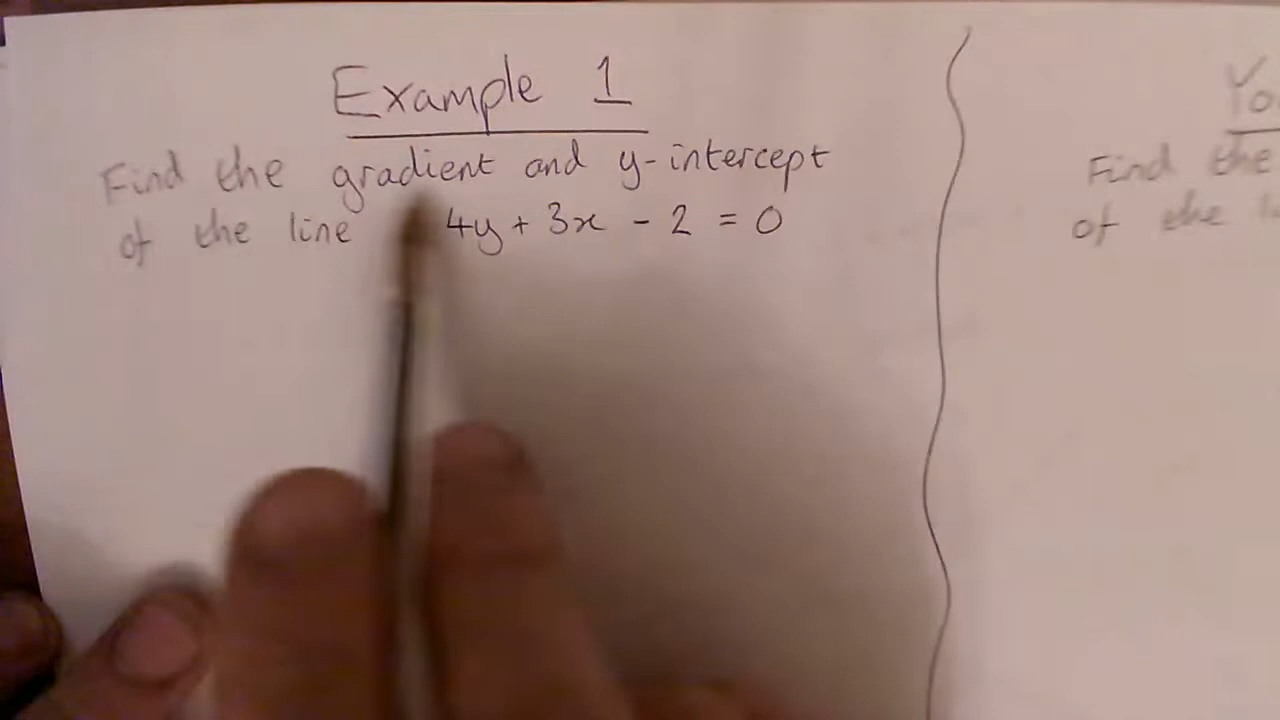 Example 1
Find the gradient and y-intercept
of the line 4y + 3x - 2 = 0
Find the
of the